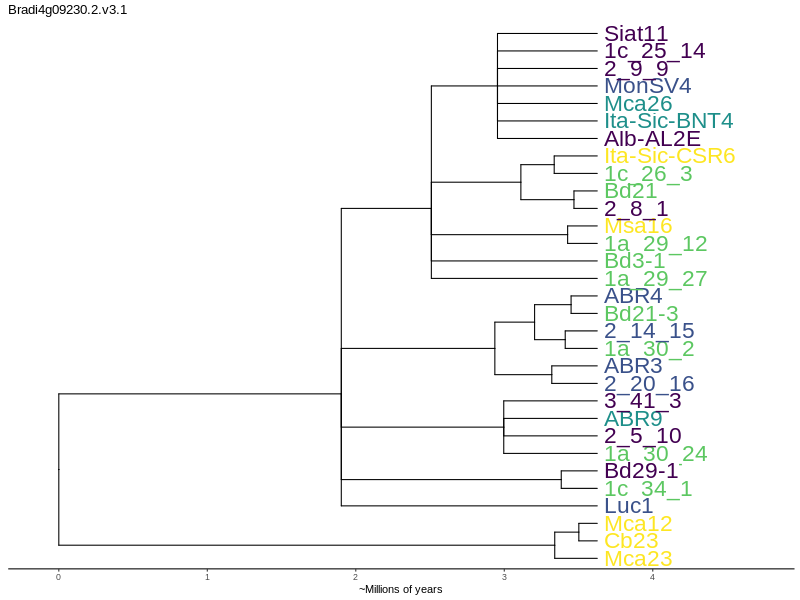 Bradi4g09230.2.v3.1
Siat11
1c_25_14
2_9_9
MonSV4
Mca26
Ita-Sic-BNT4
Alb-AL2E
Ita-Sic-CSR6
1c_26_3
Bd21
2_8_1
Msa16
1a_29_12
Bd3-1
1a_29_27
ABR4
Bd21-3
2_14_15
1a_30_2
ABR3
2_20_16
3_41_3
ABR9
2_5_10
1a_30_24
Bd29-1
1c_34_1
Luc1
Mca12
Cb23
Mca23
0 1 2 3 4
~Millions of years